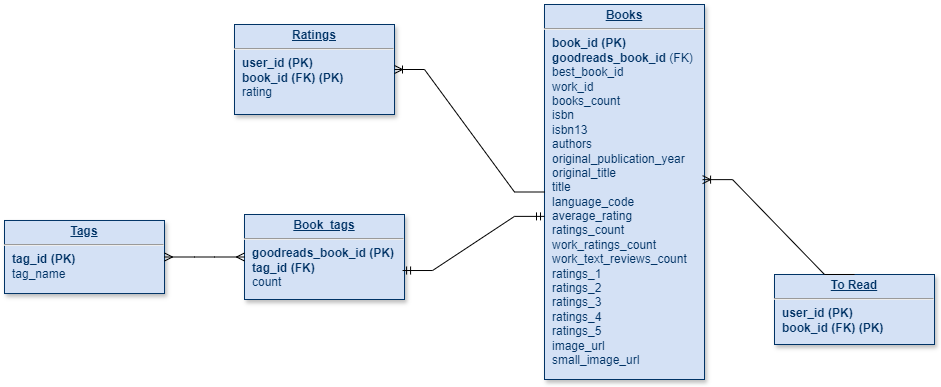 Ratings
user_id (PK)
book_id (FK) (PK)
rating
Books
book_id (PK)
goodreads_book_id (FK)
best_book_id
work_id
books_count
isbn
isbn13
authors
original_publication_year
original_title
title
language_code
average_rating
ratings_count
work_ratings_count
work_text_reviews_count
ratings_1
ratings_2
ratings_3
ratings_4
ratings_5
image_url
small_image_url
Tags
tag_id (PK)
tag_name
Book_tags
goodreads_book_id (PK)
tag_id (FK)
count
To Read
user_id (PK)
book_id (FK) (PK)